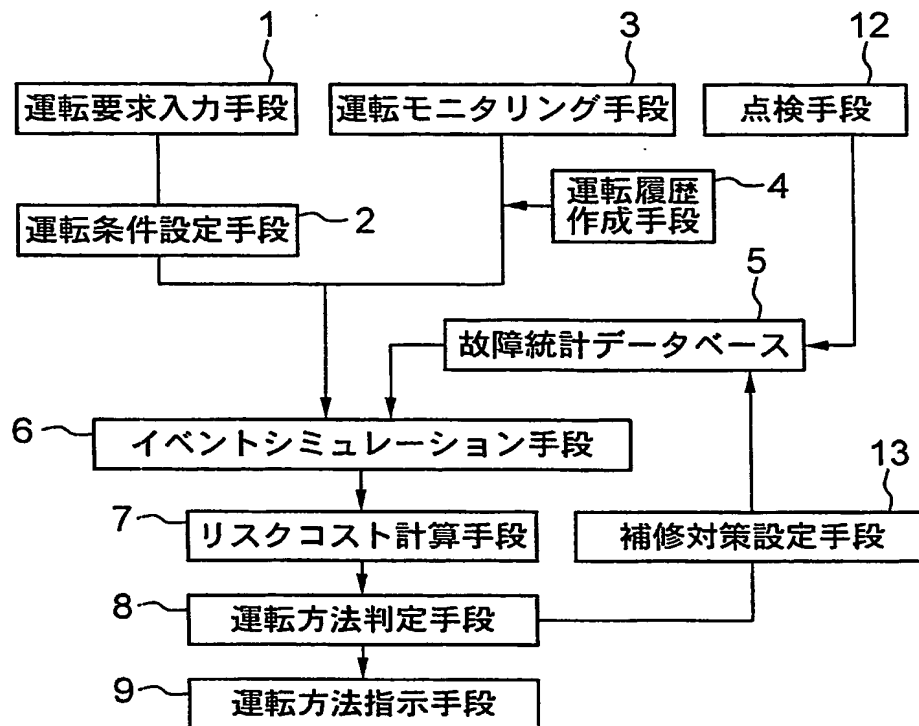 1
3
12
運転要求入力手段
運転モニタリング手段
点検手段
運転履歴
作成手段
4
運転条件設定手段
2
5
故障統計データベース
6
イベントシミュレーション手段
13
7
リスクコスト計算手段
補修対策設定手段
8
運転方法判定手段
9
運転方法指示手段